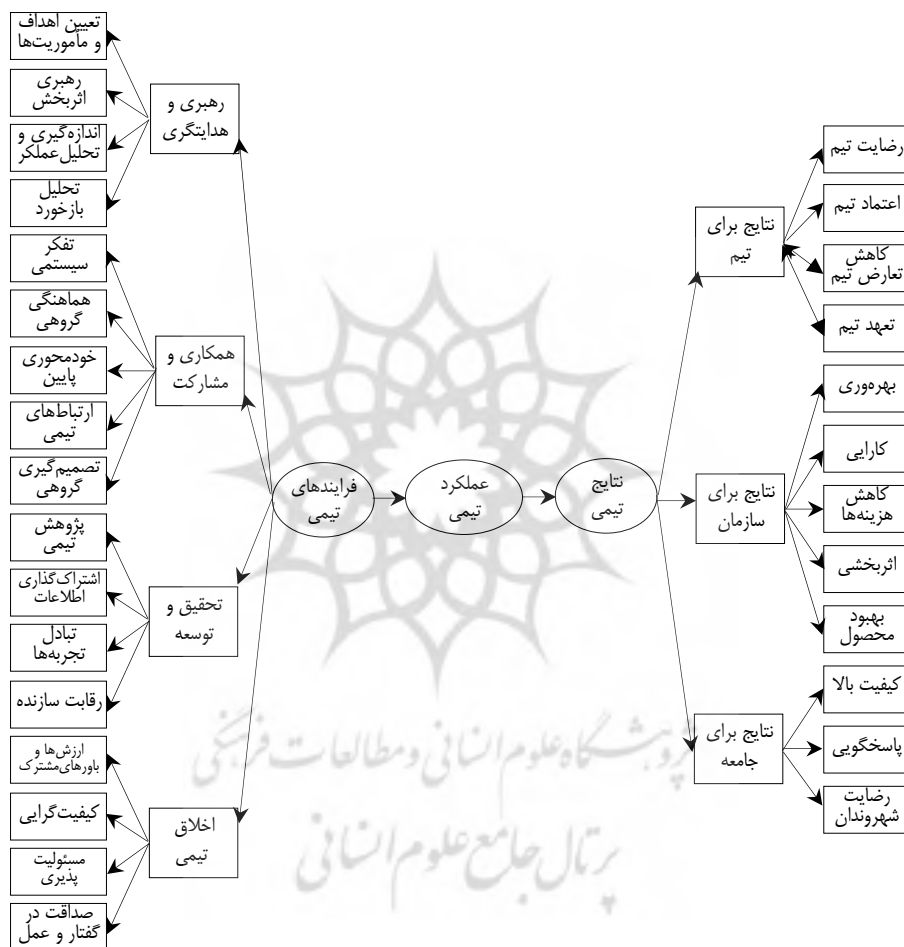 تعیین اهداف
و مأموریت‌ها
رهبری
اثربخش
اندازه‌گیری و
تحلیل عملکر
تحلیل
بازخورد
تفکر
سیستمی
هماهنگی
گروهی
خودمحوری
پایین
ارتباط‌های
تیمی
تصمیم‌گیری
گروهی
پژوهش
تیمی
اشتراک‌گذاری
اطلاعات
تبادل
تجربه‌ها
رقابت سازنده
ارزش‌ها و
باورهای‌مشترک
کیفیت‌گرایی
مسئولیت
پذیری
صداقت در
گفتار و عمل
رهبری و
هدایتگری
همکاری و
مشارکت
تحقیق و
توسعه
اخلاق
تیمی
فرایندهای
تیمی
عملکرد
تیمی
نتایج
تیمی
نتایج برای
تیم
نتایج برای
سازمان
نتایج برای
جامعه
رضایت تیم
اعتماد تیم
کاهش
تعارض تیم
تعهد تیم
بهره‌وری
کارایی
کاهش
هزینه‌ها
اثربخشی
بهبود
محصول
کیفیت بالا
پاسخگویی
رضایت
شهروندان
پژوهشگاه علوم انسانی و مطالعات فرهنگی
پرتال جامع علوم انسانی